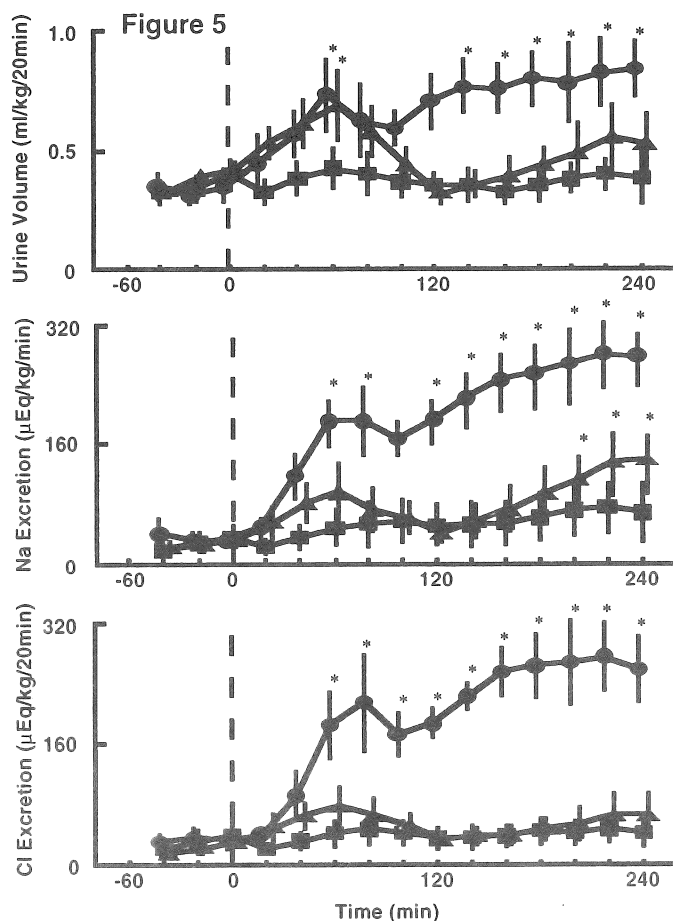 Figure 5
Urine Volume (ml/kg/20min)
1.0
0.5
0
-60 0 120 240
* * * * * * * *
Na Excretion (μEq/kg/min)
320
160
0
-60 0 120 240
* * * * * * * * * * * *
Cl Excretion (μEq/kg/20min)
320
160
0
-60 0 120 240
* * * * * * * * * *
Time (min)